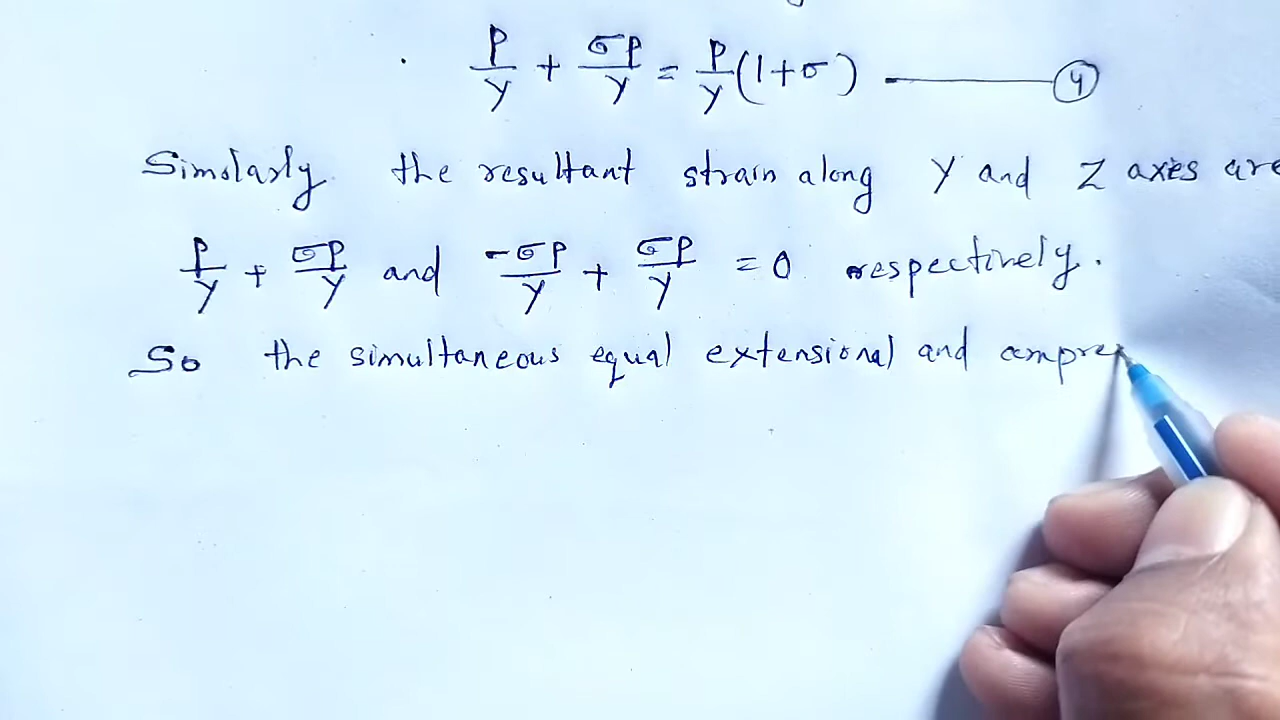 P/Y + σP/Y = P/Y (1+σ) ——— (4)
Similarly the resultant strain along Y and Z axes are
P/Y + σP/Y and -σP/Y + σP/Y = 0 respectively.
So the simultaneous equal extensional and compre